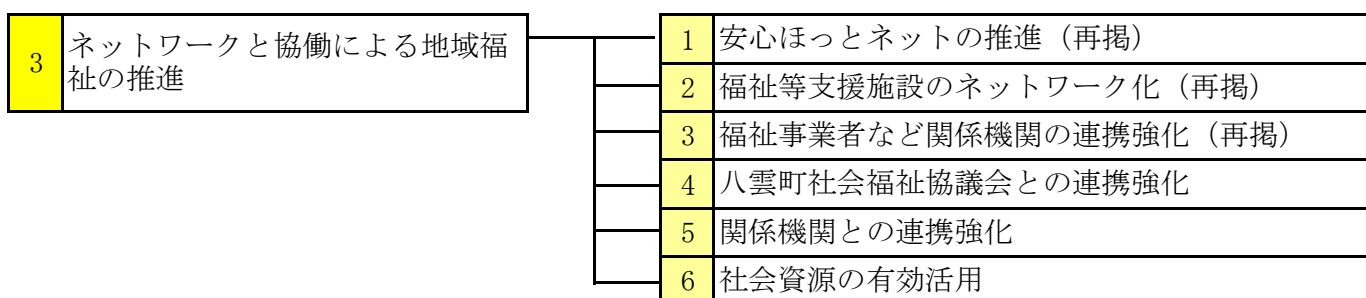 3 ネットワークと協働による地域福
祉の推進
1 安心ほっとネットの推進（再掲）
2 福祉等支援施設のネットワーク化（再掲）
3 福祉事業者など関係機関の連携強化（再掲）
4 八雲町社会福祉協議会との連携強化
5 関係機関との連携強化
6 社会資源の有効活用